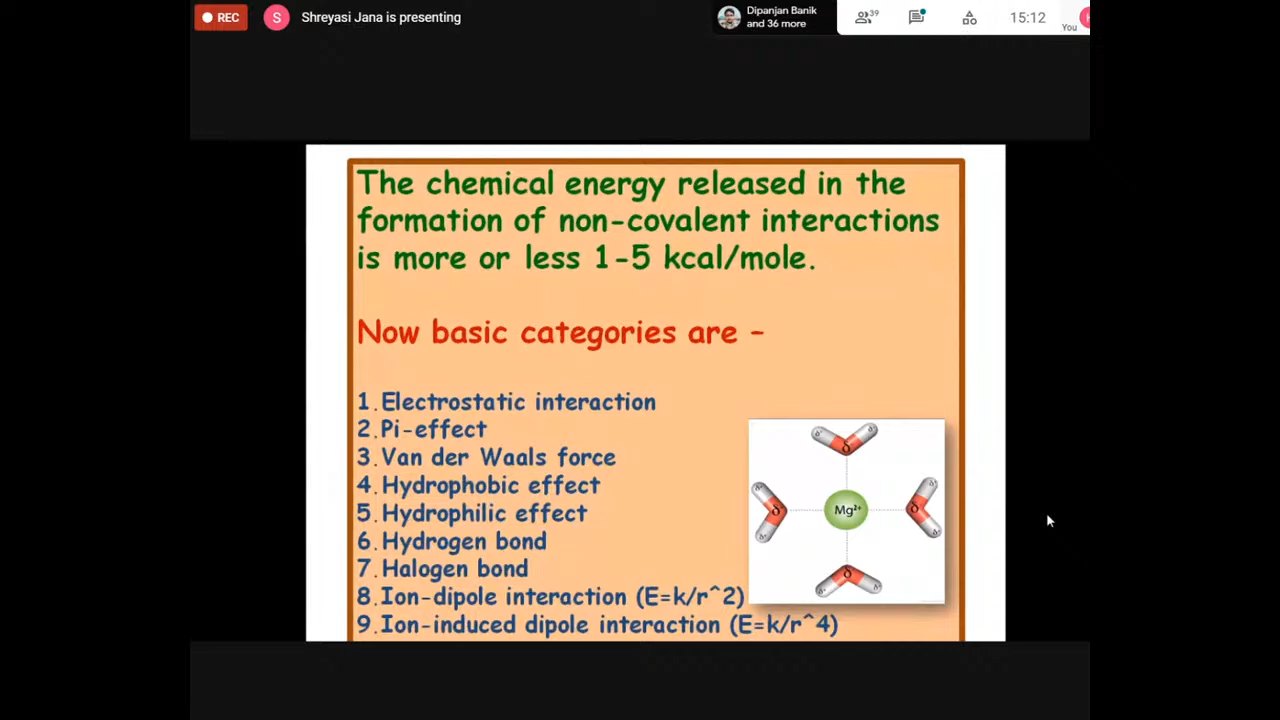 REC
S
Shreyasi Jana is presenting
Dipanjan Banik
and 36 more
39
15:12
You
The chemical energy released in the
formation of non-covalent interactions
is more or less 1-5 kcal/mole.
Now basic categories are -
1.Electrostatic interaction
2.Pi-effect
3.Van der Waals force
4.Hydrophobic effect
5.Hydrophilic effect
6.Hydrogen bond
7.Halogen bond
8.Ion-dipole interaction (E=k/r^2)
9.Ion-induced dipole interaction (E=k/r^4)
Mg²⁺